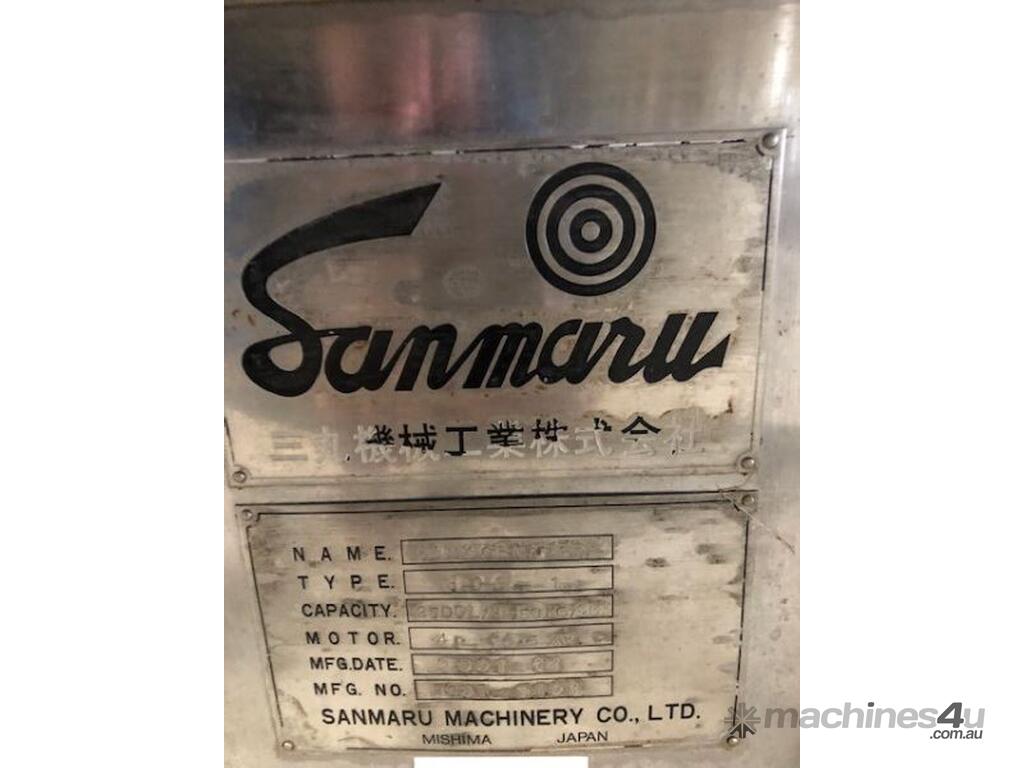 Sanmaru
三丸機械工業株式会社
NAME.
TYPE.
CAPACITY.
MOTOR.
MFG.DATE.
MFG. NO.
SANMARU MACHINERY CO., LTD.
MISHIMA JAPAN
machines4u
.com.au